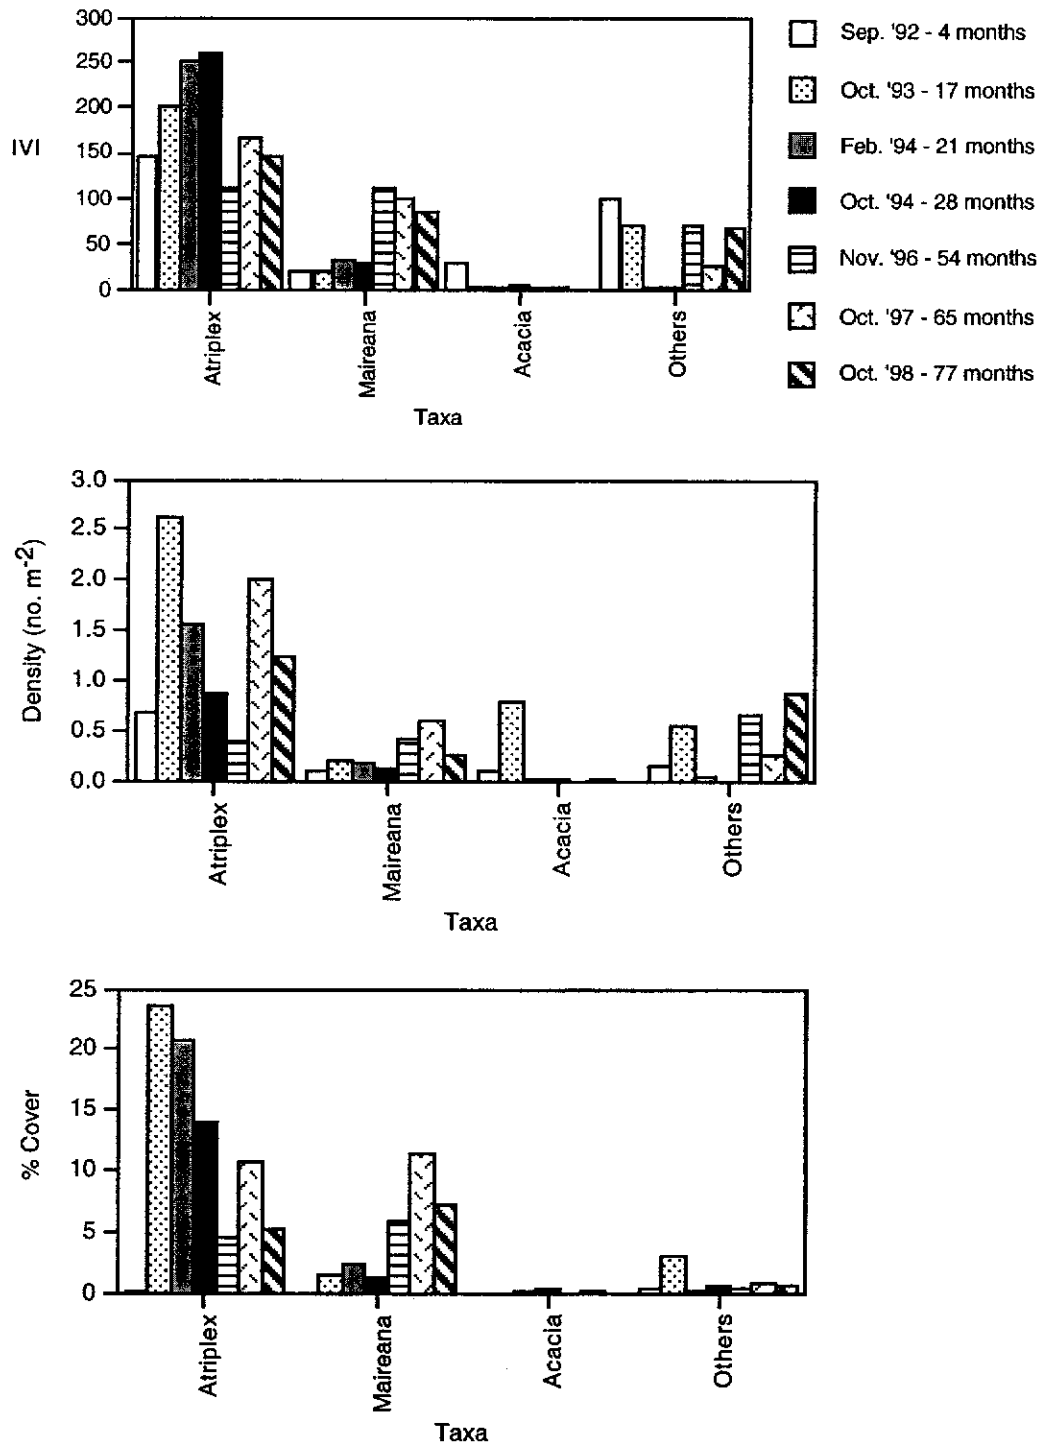 300
250
200
150
100
50
0
IVI
Atriplex
Maireana
Acacia
Others
Taxa
Sep. '92 - 4 months
Oct. '93 - 17 months
Feb. '94 - 21 months
Oct. '94 - 28 months
Nov. '96 - 54 months
Oct. '97 - 65 months
Oct. '98 - 77 months
3.0
2.5
2.0
1.5
1.0
0.5
0.0
Density (no. m-2)
Atriplex
Maireana
Acacia
Others
Taxa
25
20
15
10
5
0
% Cover
Atriplex
Maireana
Acacia
Others
Taxa